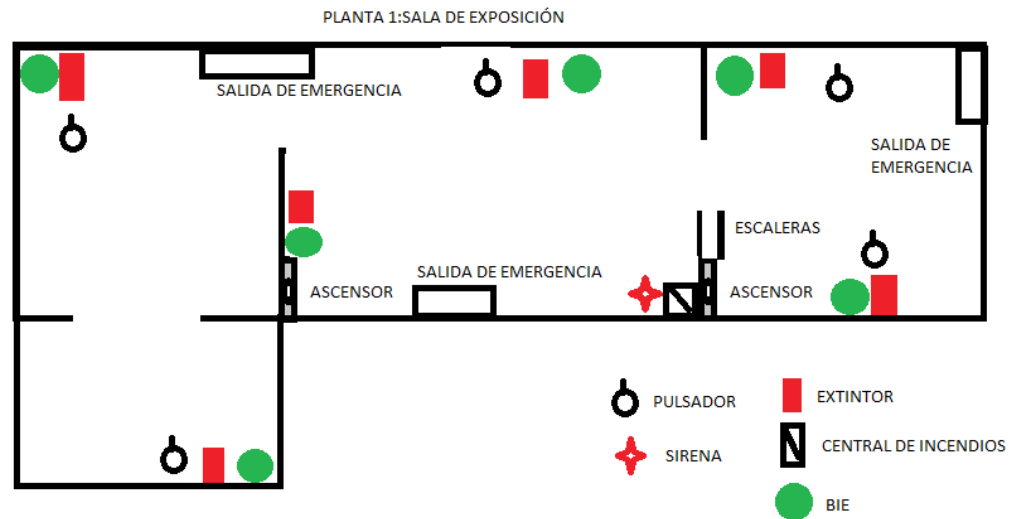 PLANTA 1:SALA DE EXPOSICIÓN
SALIDA DE EMERGENCIA
SALIDA DE
EMERGENCIA
ESCALERAS
SALIDA DE EMERGENCIA
ASCENSOR
ASCENSOR
PULSADOR
EXTINTOR
SIRENA
CENTRAL DE INCENDIOS
BIE